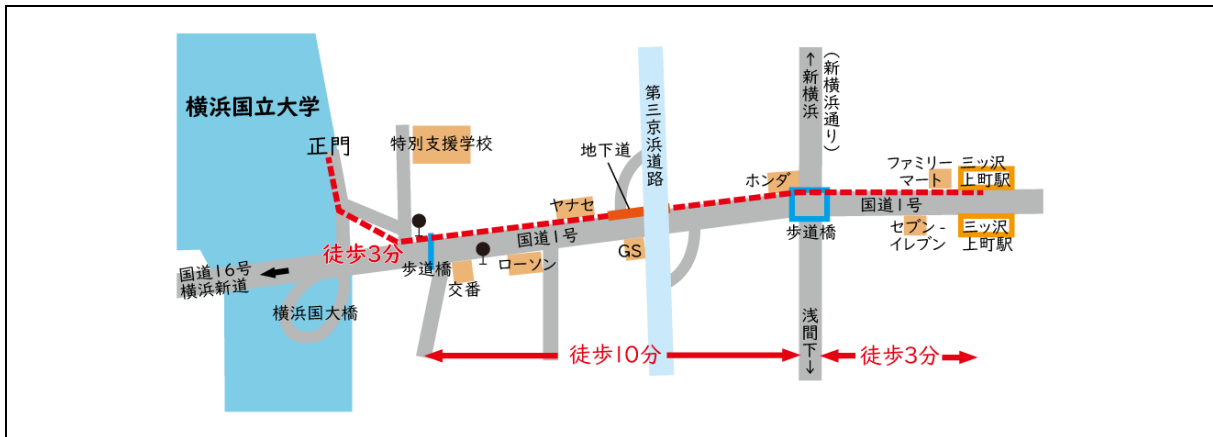 横浜国立大学
正門
特別支援学校
徒歩3分
国道16号
横浜新道
横浜国大橋
歩道橋
交番
ローソン
国道1号
ヤナセ
地下道
GS
第三京浜道路
ホンダ
↑新横浜
(新横浜通り)
歩道橋
浅間下↓
国道1号
ファミリー
マート
三ッ沢
上町駅
セブン-
イレブン
三ッ沢
上町駅
徒歩10分
徒歩3分